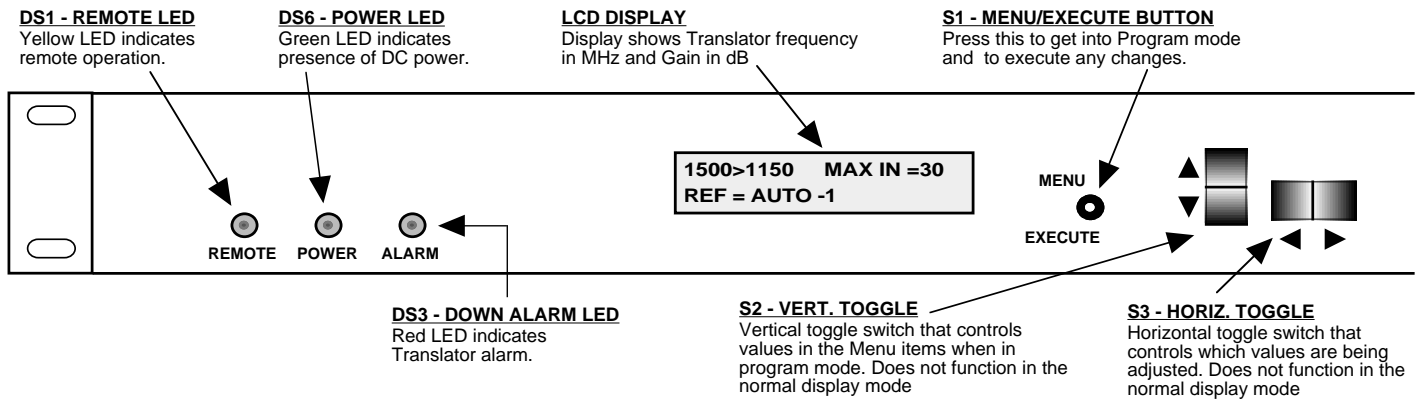 DS1 - REMOTE LED
Yellow LED indicates
remote operation.
DS6 - POWER LED
Green LED indicates
presence of DC power.
LCD DISPLAY
Display shows Translator frequency
in MHz and Gain in dB
S1 - MENU/EXECUTE BUTTON
Press this to get into Program mode
and to execute any changes.
1500>1150 MAX IN =30
REF = AUTO -1
MENU
EXECUTE
REMOTE POWER ALARM
DS3 - DOWN ALARM LED
Red LED indicates
Translator alarm.
S2 - VERT. TOGGLE
Vertical toggle switch that controls
values in the Menu items when in
program mode. Does not function in the
normal display mode
S3 - HORIZ. TOGGLE
Horizontal toggle switch that
controls which values are being
adjusted. Does not function in the
normal display mode